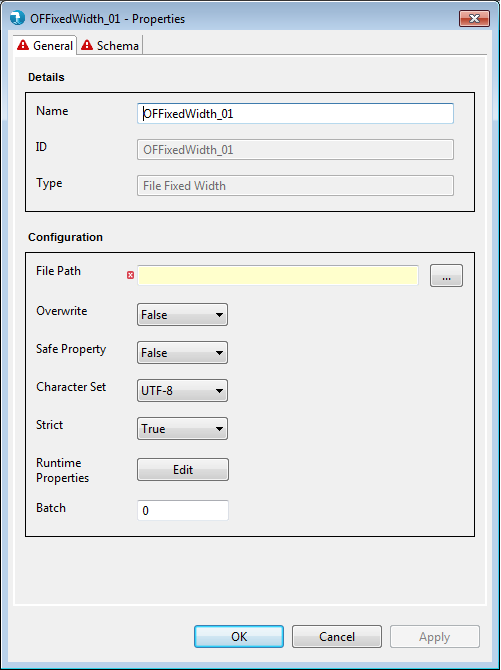 OFFixedWidth_01 - Properties
General Schema
Details
Name OFFixedWidth_01
ID OFFixedWidth_01
Type File Fixed Width
Configuration
File Path ...
Overwrite False
Safe Property False
Character Set UTF-8
Strict True
Runtime
Properties Edit
Batch 0
OK Cancel Apply